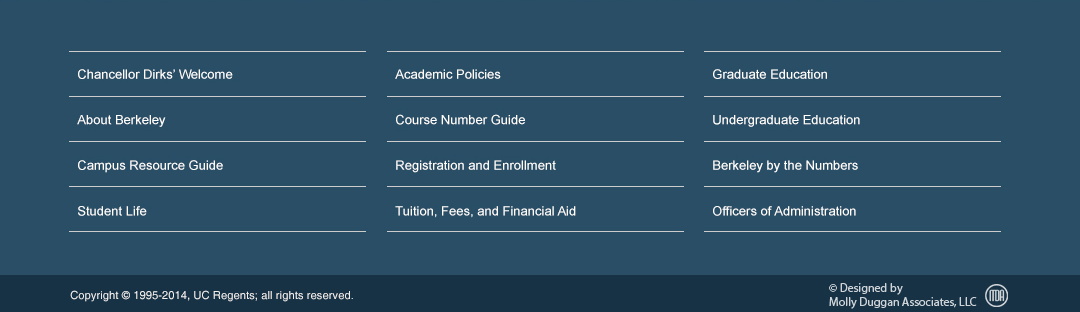 Chancellor Dirks' Welcome
About Berkeley
Campus Resource Guide
Student Life
Academic Policies
Course Number Guide
Registration and Enrollment
Tuition, Fees, and Financial Aid
Graduate Education
Undergraduate Education
Berkeley by the Numbers
Officers of Administration
Copyright © 1995-2014, UC Regents; all rights reserved.
© Designed by
Molly Duggan Associates, LLC